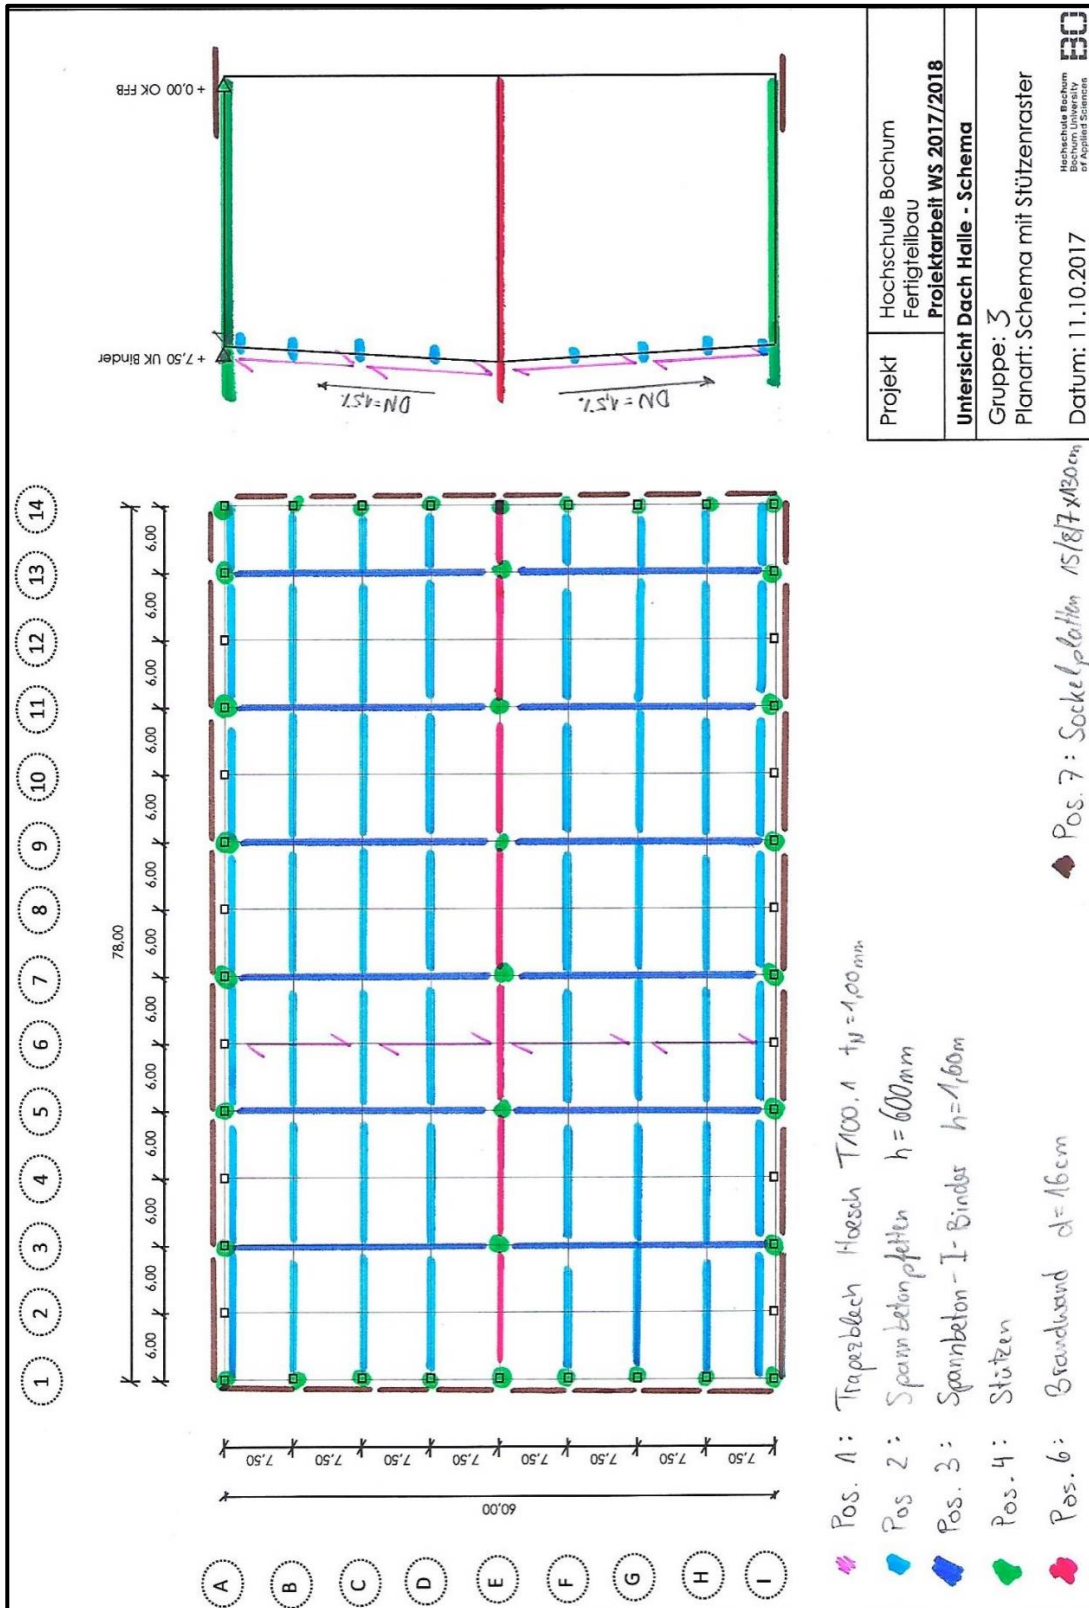 + 0,00 OK FFB
+ 7,50 UK Binder
DN=1,5%
DN=1,5%
Projekt
Hochschule Bochum
Fertigteilbau
Projektarbeit WS 2017/2018
Untersicht Dach Halle - Schema
Gruppe: 3
Planart: Schema mit Stützenraster
Datum: 11.10.2017
Hochschule Bochum
Bochum University
of Applied Sciences
BO
1 2 3 4 5 6 7 8 9 10 11 12 13 14
78,00
6,00 6,00 6,00 6,00 6,00 6,00 6,00 6,00 6,00 6,00 6,00 6,00 6,00
A
B
C
D
E
F
G
H
I
7,50
7,50
7,50
7,50
7,50
7,50
7,50
7,50
60,00
Pos. 1: Trapezblech Hoesch T100.1 tN=1,00mm
Pos 2: Spannbetonpfetten h=600mm
Pos. 3: Spannbeton-I-Binder h=1,60m
Pos. 4: Stützen
Pos. 6: Brandwand d=16cm
Pos. 7: Sockelplatten 15/8/7x130cm